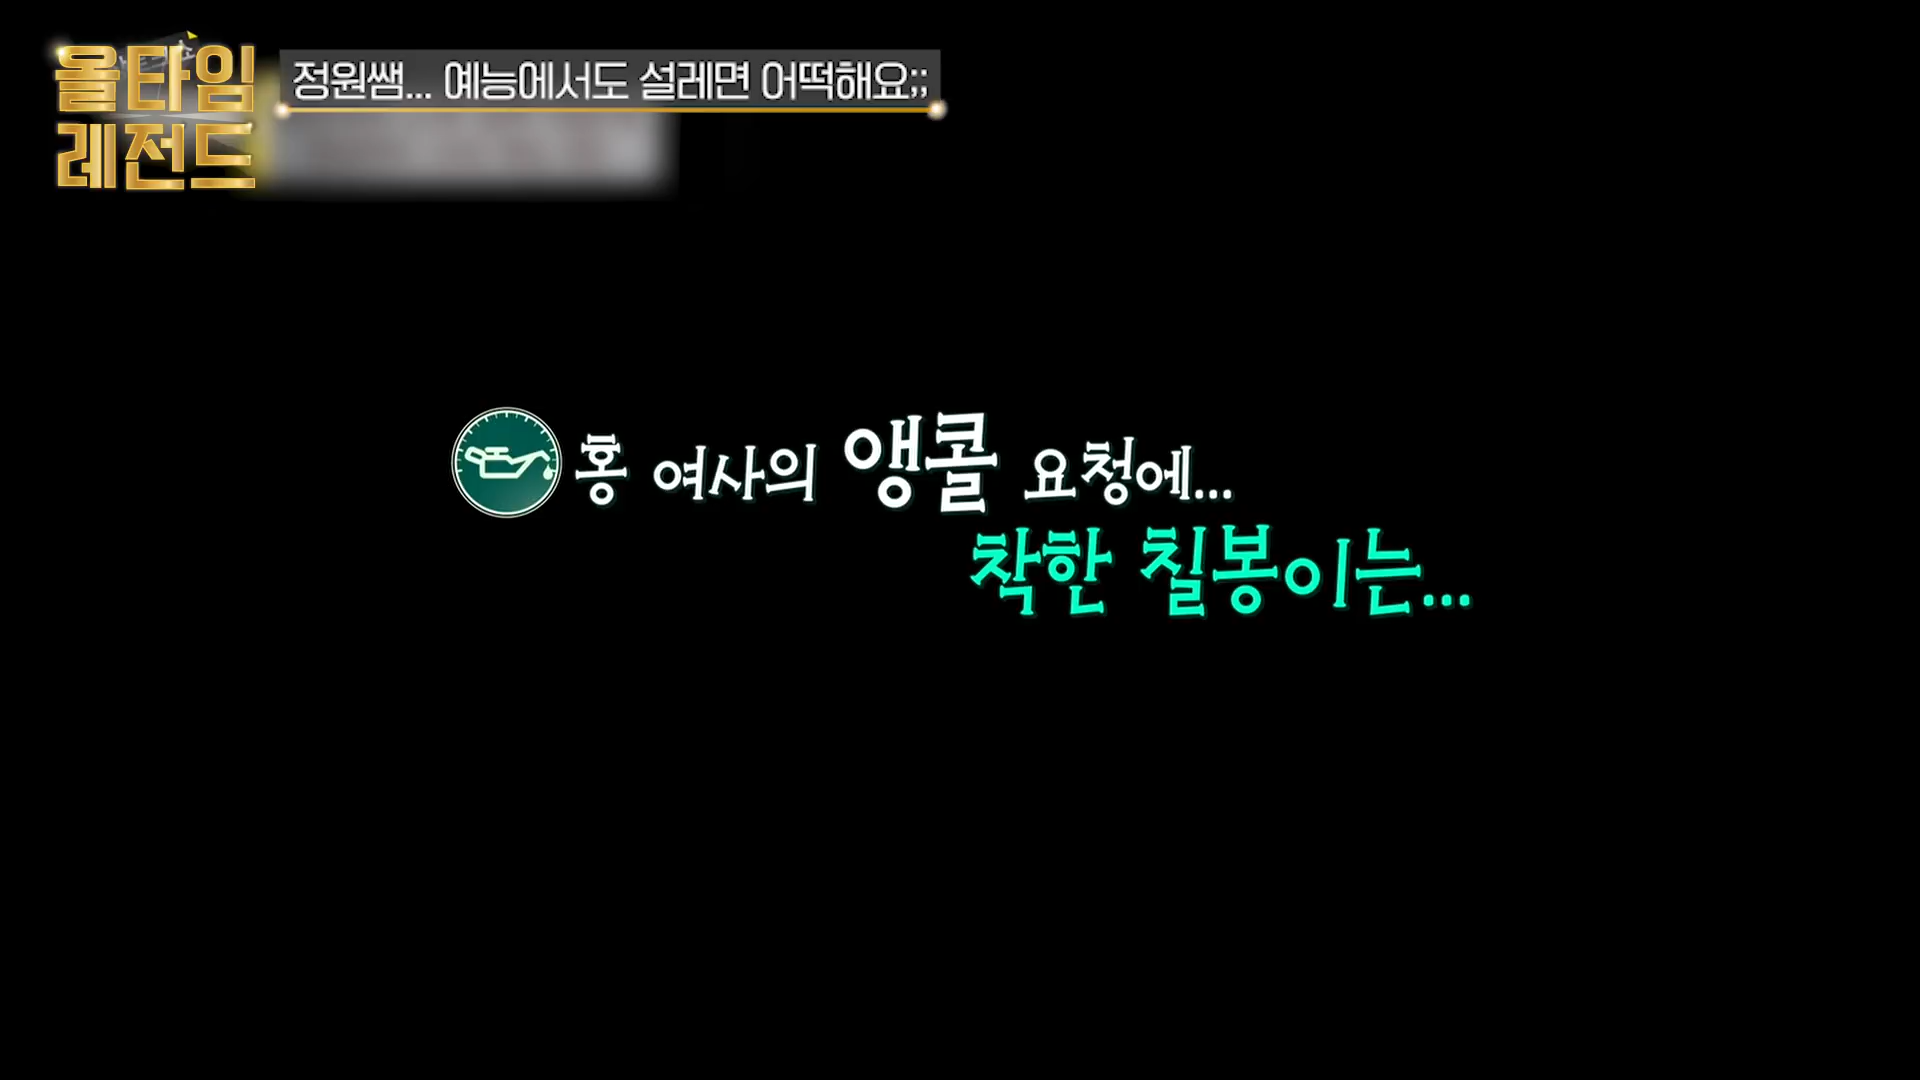 올타임
레전드
정원쌤... 예능에서도 설레면 어떡해요;;
홍 여사의 앵콜 요청에...
착한 칠봉이는...